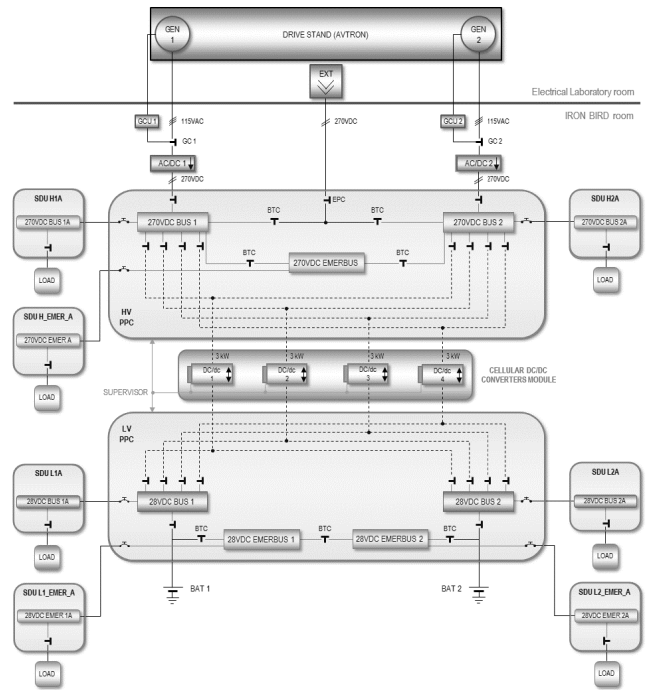 GEN
1
DRIVE STAND (AVTRON)
GEN
2
EXT
Electrical Laboratory room
IRON BIRD room
GCU 1
115VAC
270VDC
GCU 2
115VAC
GC 1
GC 2
AC/DC 1
AC/DC 2
270VDC
270VDC
SDU H1A
EPC
SDU H2A
270VDC BUS 1A
270VDC BUS 1
BTC
BTC
270VDC BUS 2
270VDC BUS 2A
LOAD
BTC
270VDC EMERBUS
BTC
LOAD
SDU H_EMER_A
HV
PPC
270VDC EMER A
LOAD
3 kW
3 kW
3 kW
3 kW
DC/dc
1
DC/dc
2
DC/dc
3
DC/dc
4
CELLULAR DC/DC
CONVERTERS MODULE
SUPERVISOR
LV
PPC
SDU L1A
SDU L2A
28VDC BUS 1A
28VDC BUS 1
28VDC BUS 2
28VDC BUS 2A
LOAD
BTC
28VDC EMERBUS 1
BTC
28VDC EMERBUS 2
BTC
LOAD
SDU L1_EMER_A
BAT 1
BAT 2
SDU L2_EMER_A
28VDC EMER 1A
28VDC EMER 2A
LOAD
LOAD